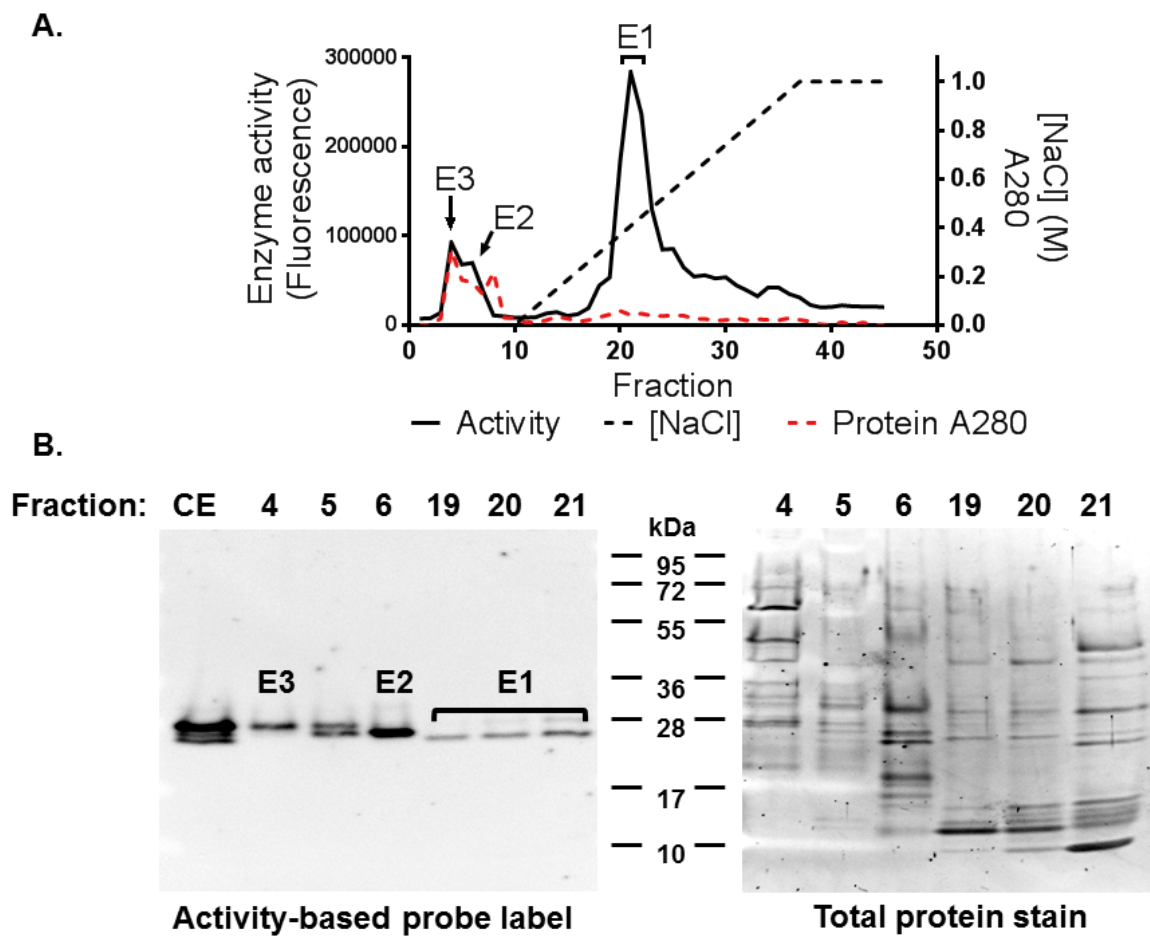 A.
E1
300000
200000
100000
0
Enzyme activity
(Fluorescence)
E3
E2
1.0
0.8
0.6
0.4
0.2
0.0
[NaCl] (M)
A280
0 10 20 30 40 50
Fraction
Activity [NaCl] Protein A280
B.
Fraction: CE 4 5 6 19 20 21
kDa
4 5 6 19 20 21
95
72
55
36
28
17
10
E3 E2 E1
Activity-based probe label
Total protein stain